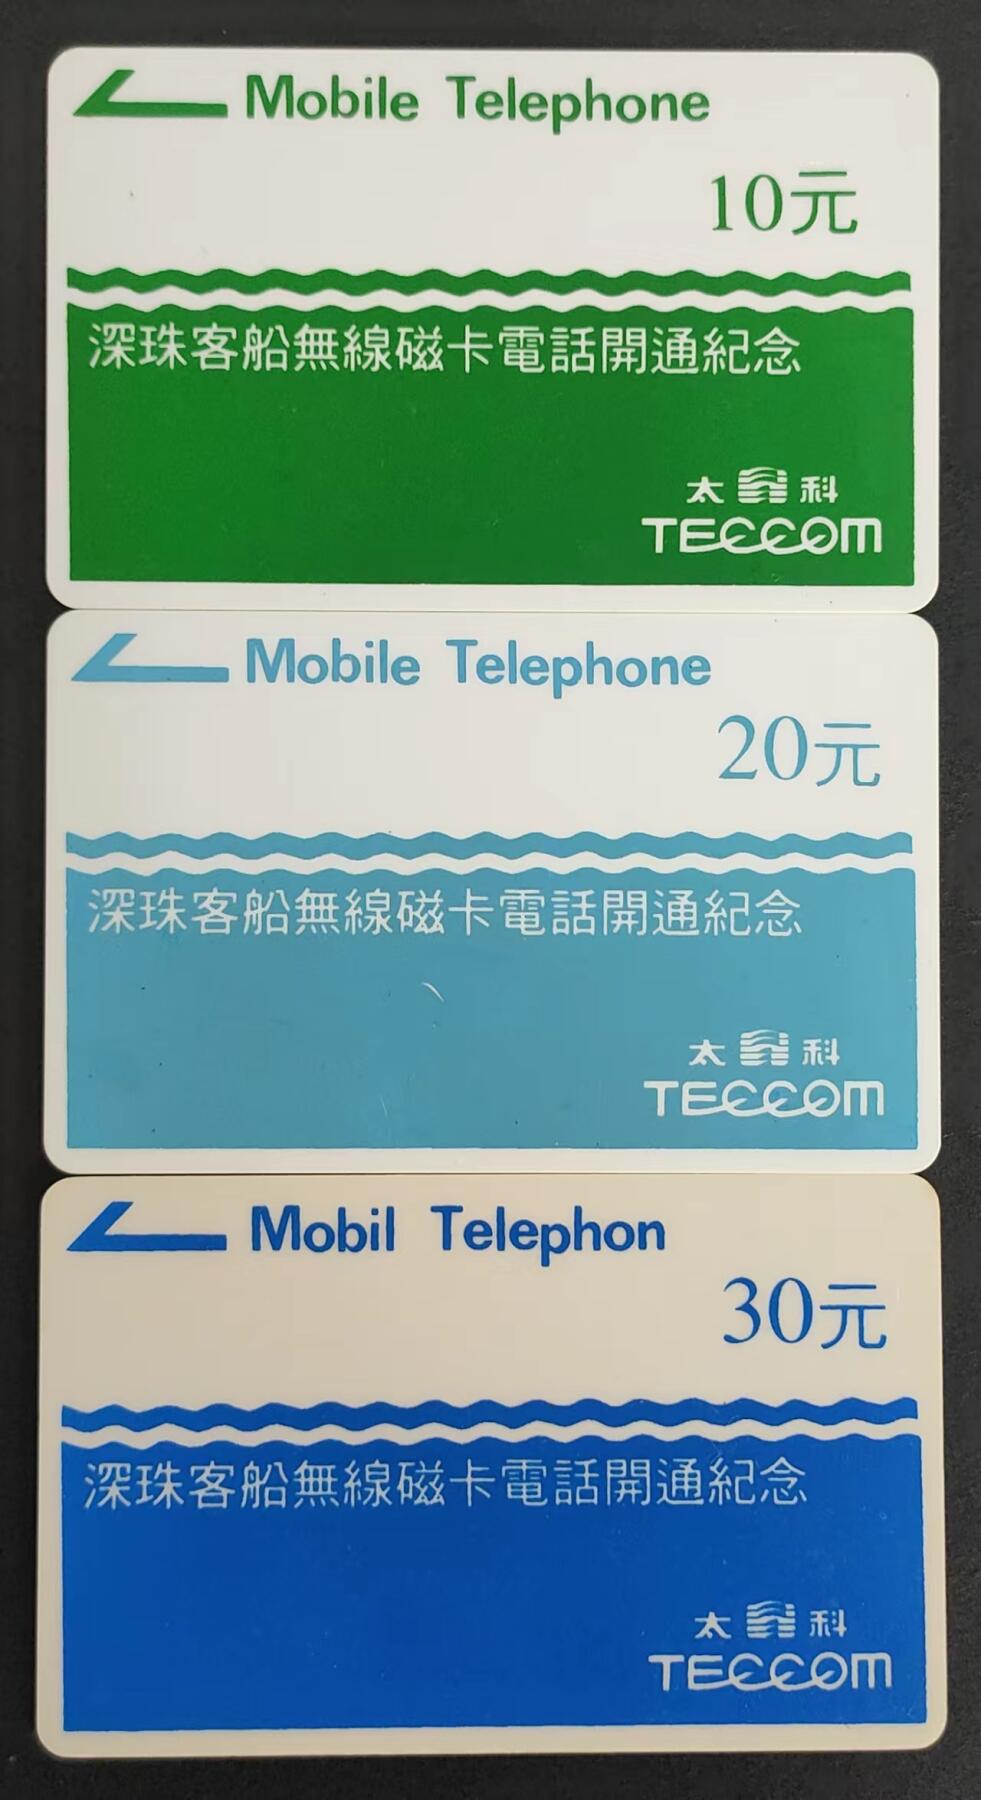 Mobile Telephone
10元
深珠客船無線磁卡電話開通紀念
太 科
TECCOM
Mobile Telephone
20元
深珠客船無線磁卡電話開通紀念
太 科
TECCOM
Mobil Telephon
30元
深珠客船無線磁卡電話開通紀念
太 科
TECCOM